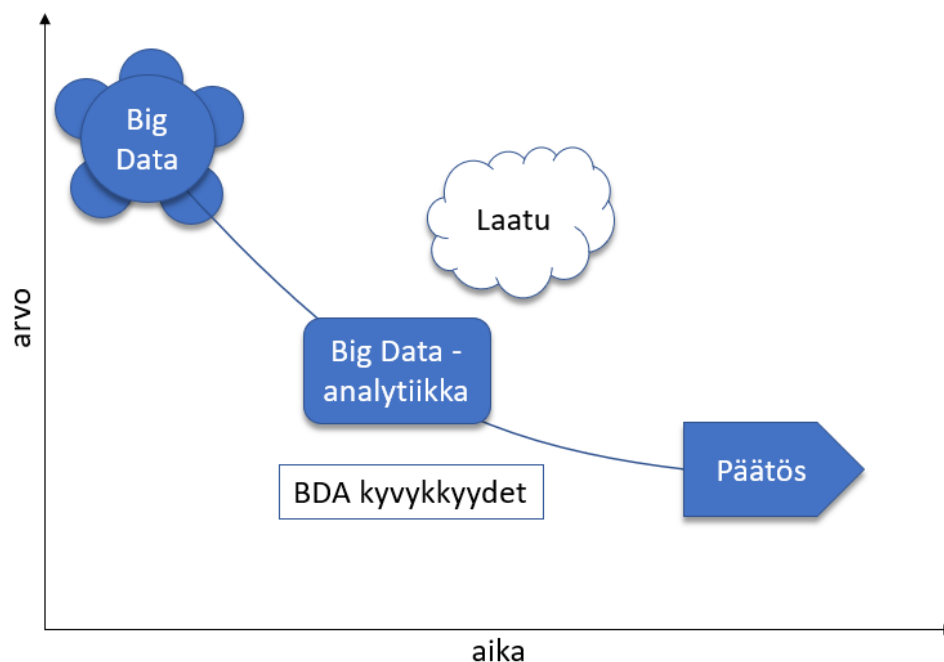 Big
Data
Laatu
arvo
Big Data -
analytiikka
Päätös
BDA kyvykkyydet
aika